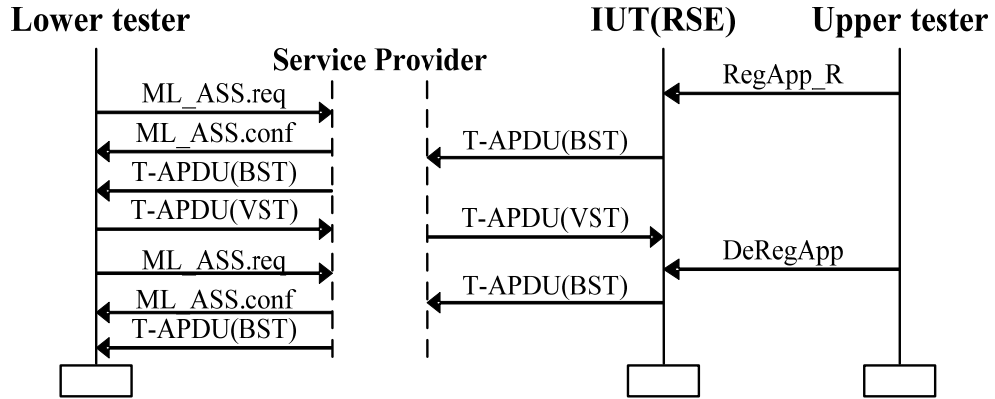 Lower tester
IUT(RSE)
Upper tester
Service Provider
RegApp_R
ML_ASS.req
ML_ASS.conf
T-APDU(BST)
T-APDU(BST)
T-APDU(VST)
T-APDU(VST)
DeRegApp
ML_ASS.req
T-APDU(BST)
ML_ASS.conf
T-APDU(BST)